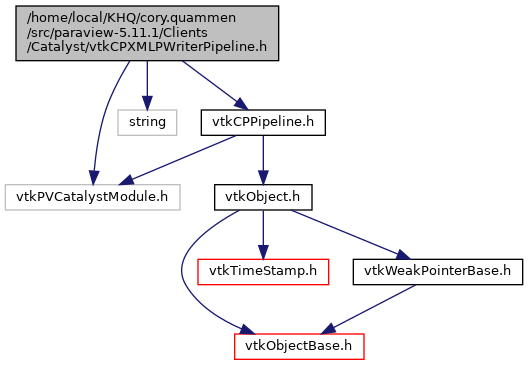 /home/local/KHQ/cory.quammen
/src/paraview-5.11.1/Clients
/Catalyst/vtkCPXMLPWriterPipeline.h
string
vtkCPPipeline.h
vtkPVCatalystModule.h
vtkObject.h
vtkTimeStamp.h
vtkWeakPointerBase.h
vtkObjectBase.h